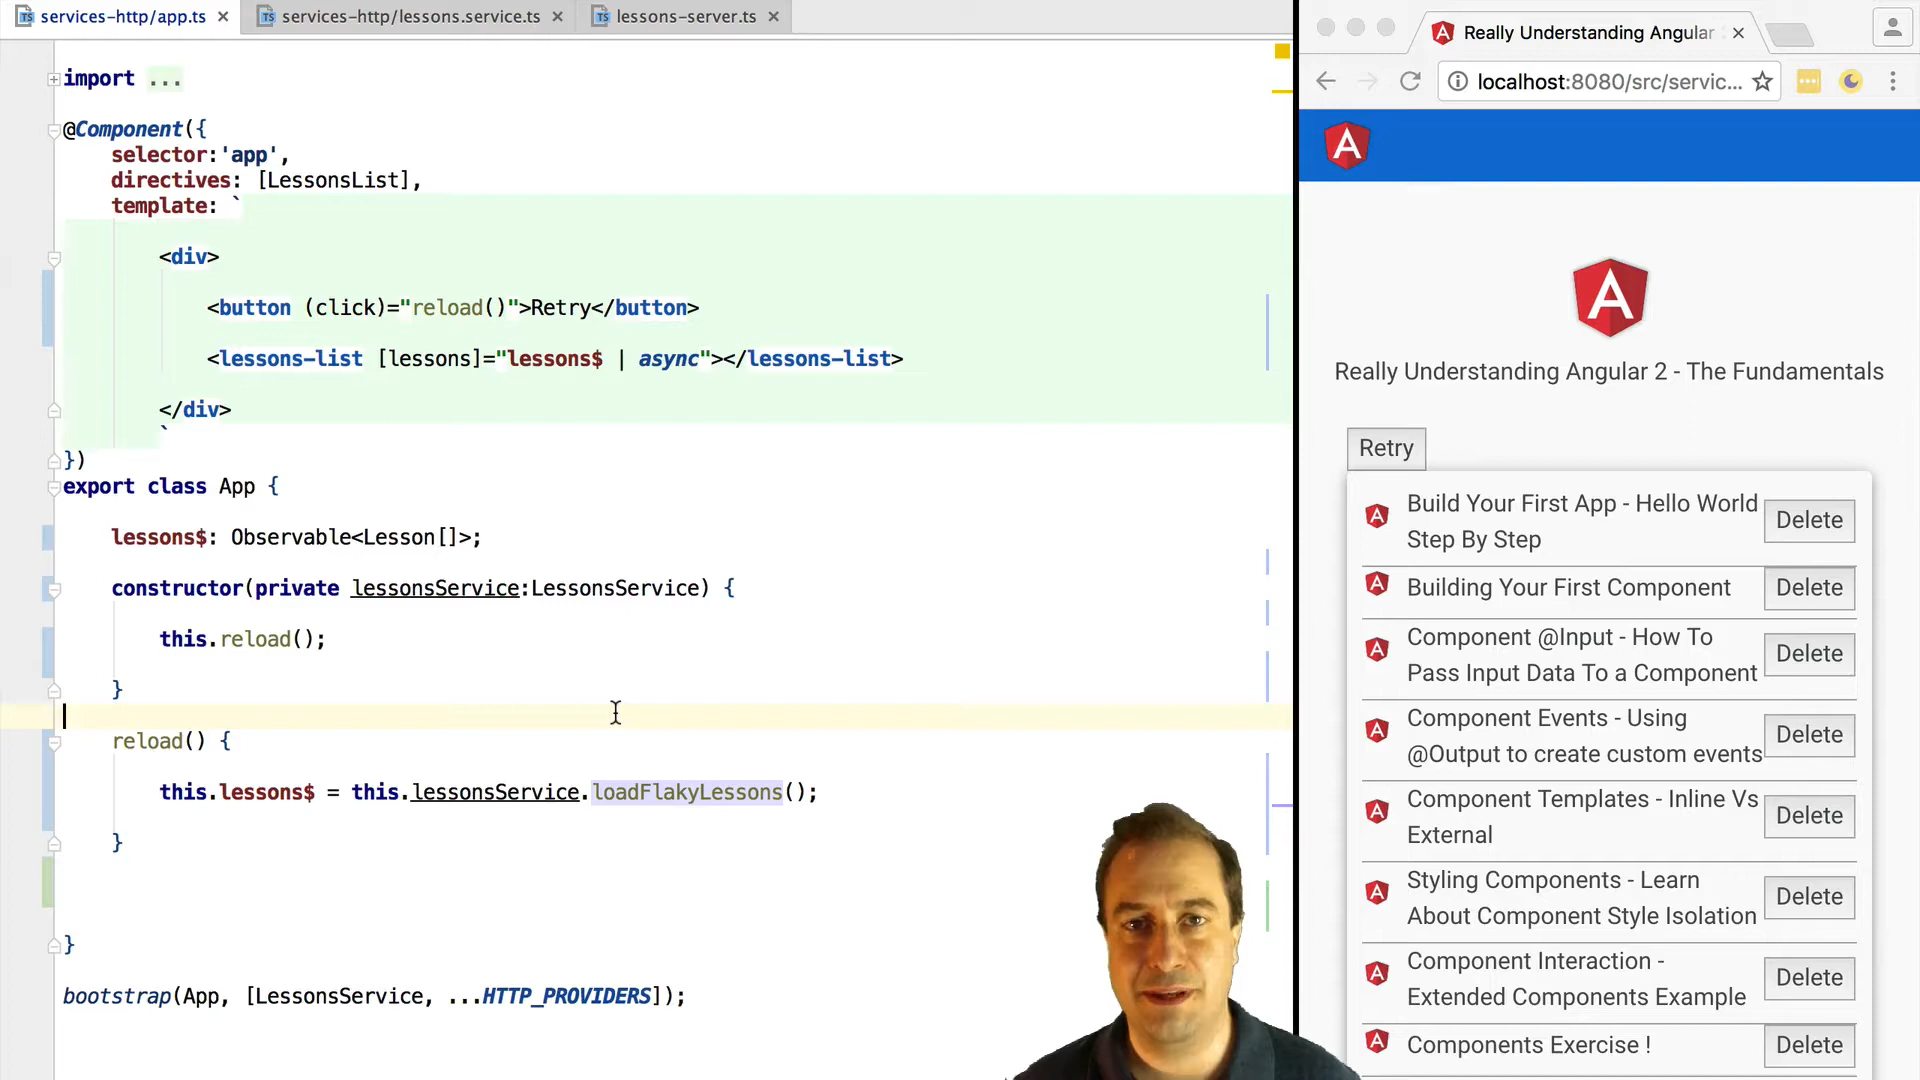 services-http/app.ts
services-http/lessons.service.ts
lessons-server.ts
import ...
@Component({
selector:'app',
directives: [LessonsList],
template: `
<div>
<button (click)="reload()">Retry</button>
<lessons-list [lessons]="lessons$ | async"></lessons-list>
</div>
`
})
export class App {
lessons$: Observable<Lesson[]>;
constructor(private lessonsService:LessonsService) {
this.reload();
}
reload() {
this.lessons$ = this.lessonsService.loadFlakyLessons();
}
}
bootstrap(App, [LessonsService, ...HTTP_PROVIDERS]);
Really Understanding Angular
localhost:8080/src/servic...
A
A
Really Understanding Angular 2 - The Fundamentals
Retry
Build Your First App - Hello World
Step By Step
Delete
Building Your First Component
Delete
Component @Input - How To
Pass Input Data To a Component
Delete
Component Events - Using
@Output to create custom events
Delete
Component Templates - Inline Vs
External
Delete
Styling Components - Learn
About Component Style Isolation
Delete
Component Interaction -
Extended Components Example
Delete
Components Exercise !
Delete